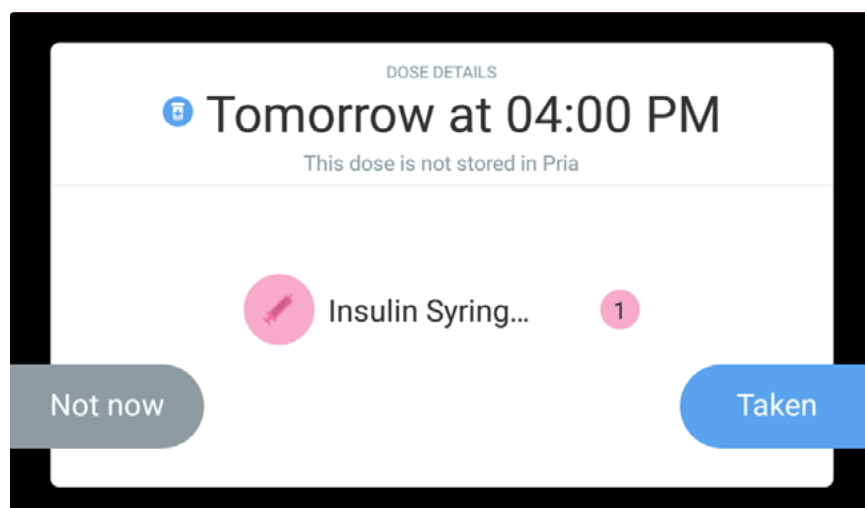 DOSE DETAILS
Tomorrow at 04:00 PM
This dose is not stored in Pria
Insulin Syring... 1
Not now Taken